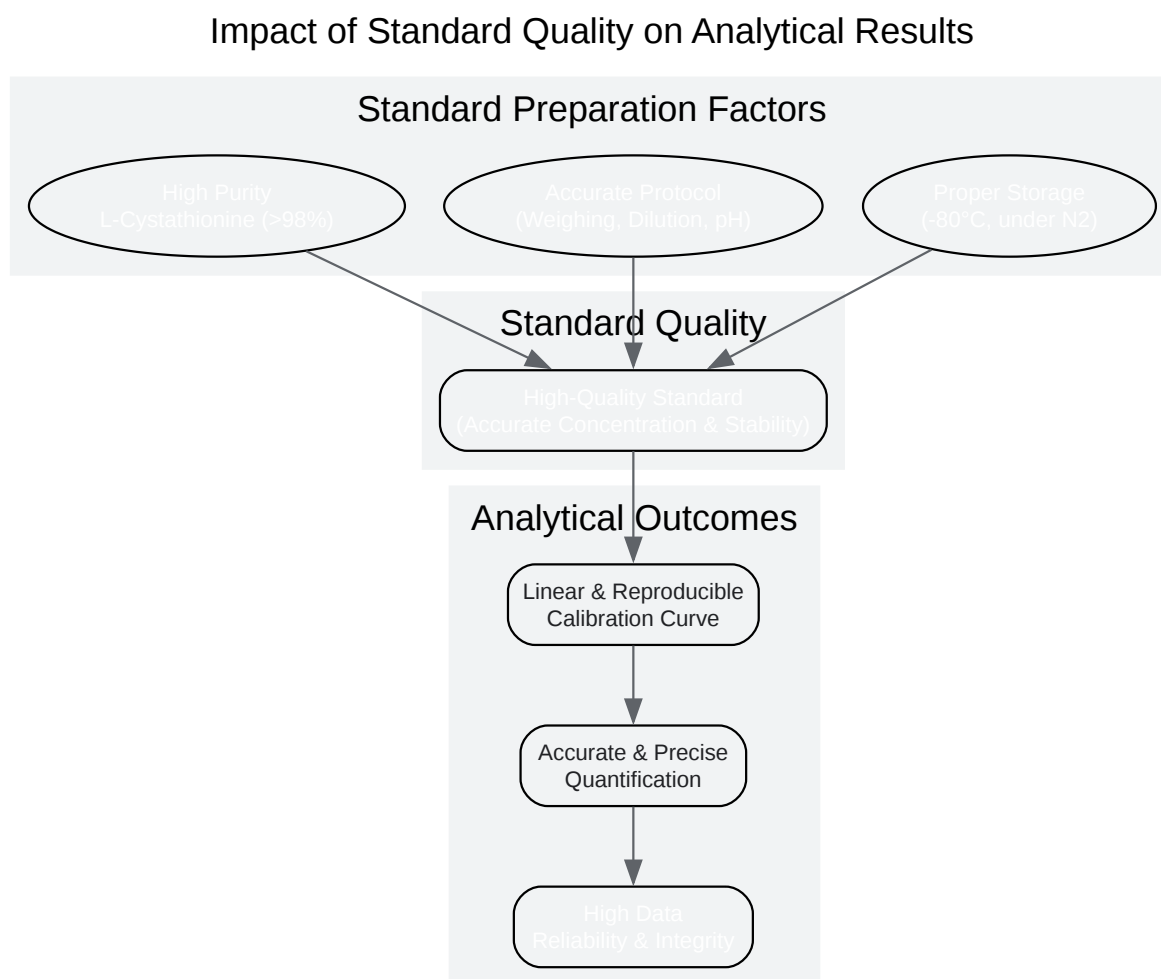 Impact of Standard Quality on Analytical Results
Standard Preparation Factors
High Purity
L-Cystathionine (>98%)
Accurate Protocol
(Weighing, Dilution, pH)
Proper Storage
(-80°C, under N2)
Standard Quality
High-Quality Standard
(Accurate Concentration & Stability)
Analytical Outcomes
Linear & Reproducible
Calibration Curve
Accurate & Precise
Quantification
High Data
Reliability & Integrity